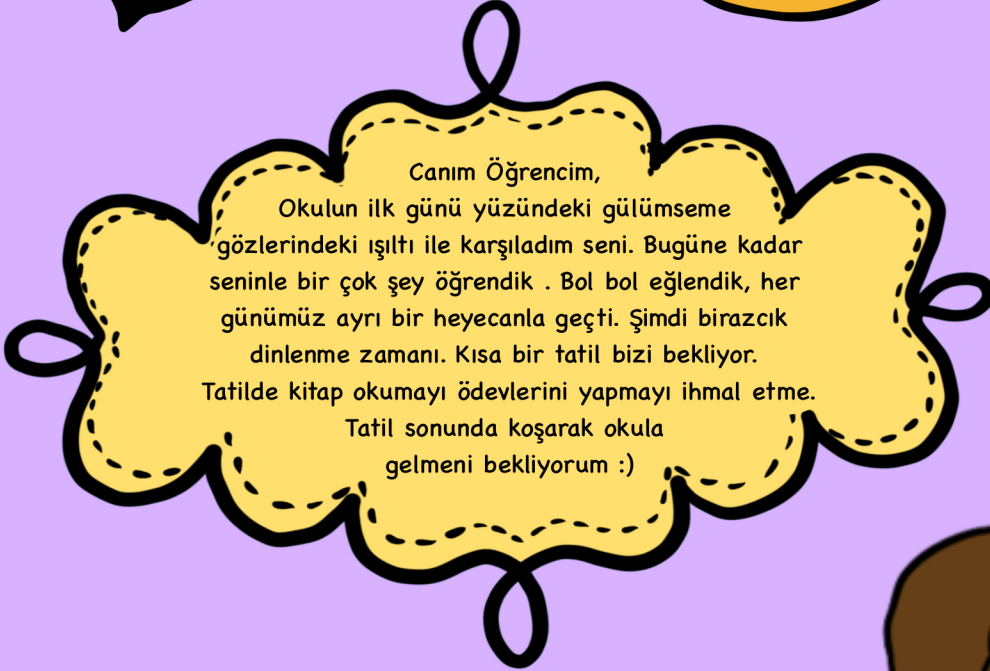 Canım Öğrencim,
Okulun ilk günü yüzündeki gülümseme
gözlerindeki ışıltı ile karşıladım seni. Bugüne kadar
seninle bir çok şey öğrendik . Bol bol eğlendik, her
günümüz ayrı bir heyecanla geçti. Şimdi birazcık
dinlenme zamanı. Kısa bir tatil bizi bekliyor.
Tatilde kitap okumayı ödevlerini yapmayı ihmal etme.
Tatil sonunda koşarak okula
gelmeni bekliyorum :)